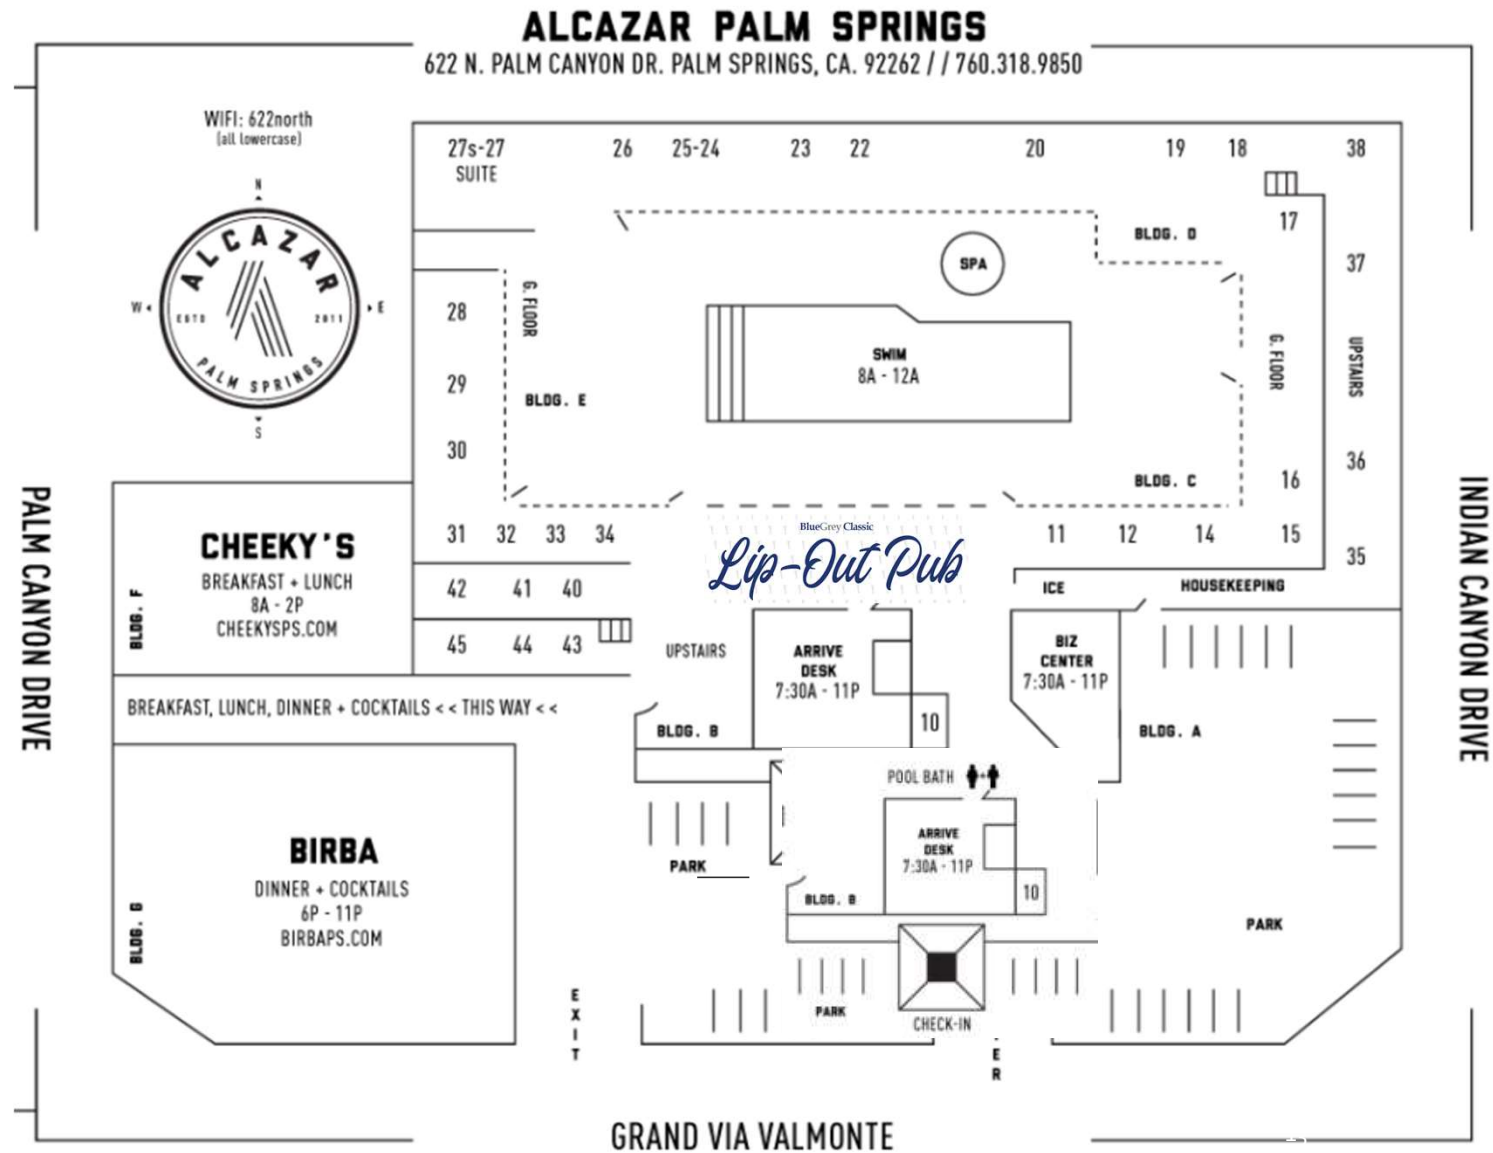 ALCAZAR PALM SPRINGS
622 N. PALM CANYON DR. PALM SPRINGS, CA. 92262 // 760.318.9850
WIFI: 622north
(all lowercase)
N
W
E
S
ALCAZAR
ESTD 2011
PALM SPRINGS
27s-27
SUITE
26 25-24 23 22 20 19 18 38
17
BLDG. D
SPA
37
28
G. FLOOR
SWIM
8A - 12A
G. FLOOR
UPSTAIRS
29
BLDG. E
30
36
BLDG. C
16
PALM CANYON DRIVE
INDIAN CANYON DRIVE
31 32 33 34
BlueGrey Classic
Lip-Out Pub
11 12 14 15
35
CHEEKY'S
BREAKFAST + LUNCH
8A - 2P
CHEEKYSPS.COM
BLDG. F
42 41 40
ICE
HOUSEKEEPING
45 44 43
UPSTAIRS
ARRIVE
DESK
7:30A - 11P
10
BIZ
CENTER
7:30A - 11P
BREAKFAST, LUNCH, DINNER + COCKTAILS << THIS WAY <<
BLDG. B
BLDG. A
POOL BATH
ARRIVE
DESK
7:30A - 11P
10
BLDG. B
PARK
BIRBA
DINNER + COCKTAILS
6P - 11P
BIRBAPS.COM
BLDG. G
PARK
PARK
CHECK-IN
EXIT
ER
GRAND VIA VALMONTE